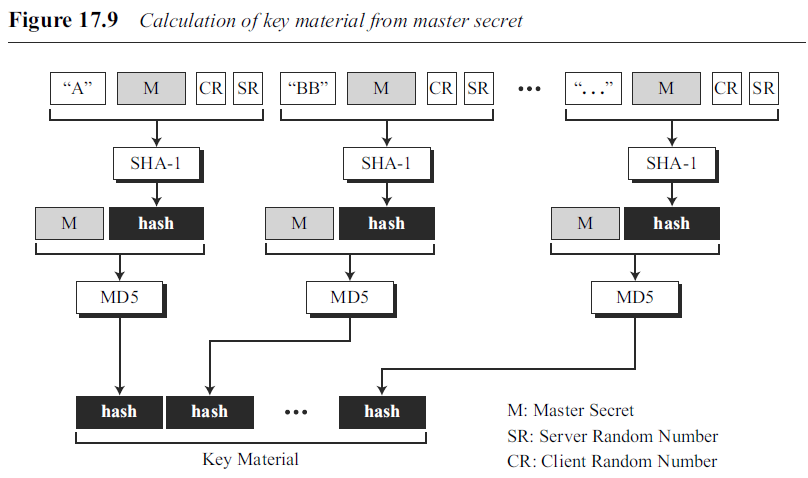 Figure 17.9 Calculation of key material from master secret
“A” M CR SR “BB” M CR SR ••• “...” M CR SR
SHA-1 SHA-1 SHA-1
M hash M hash M hash
MD5 MD5 MD5
hash hash ••• hash
Key Material
M: Master Secret
SR: Server Random Number
CR: Client Random Number